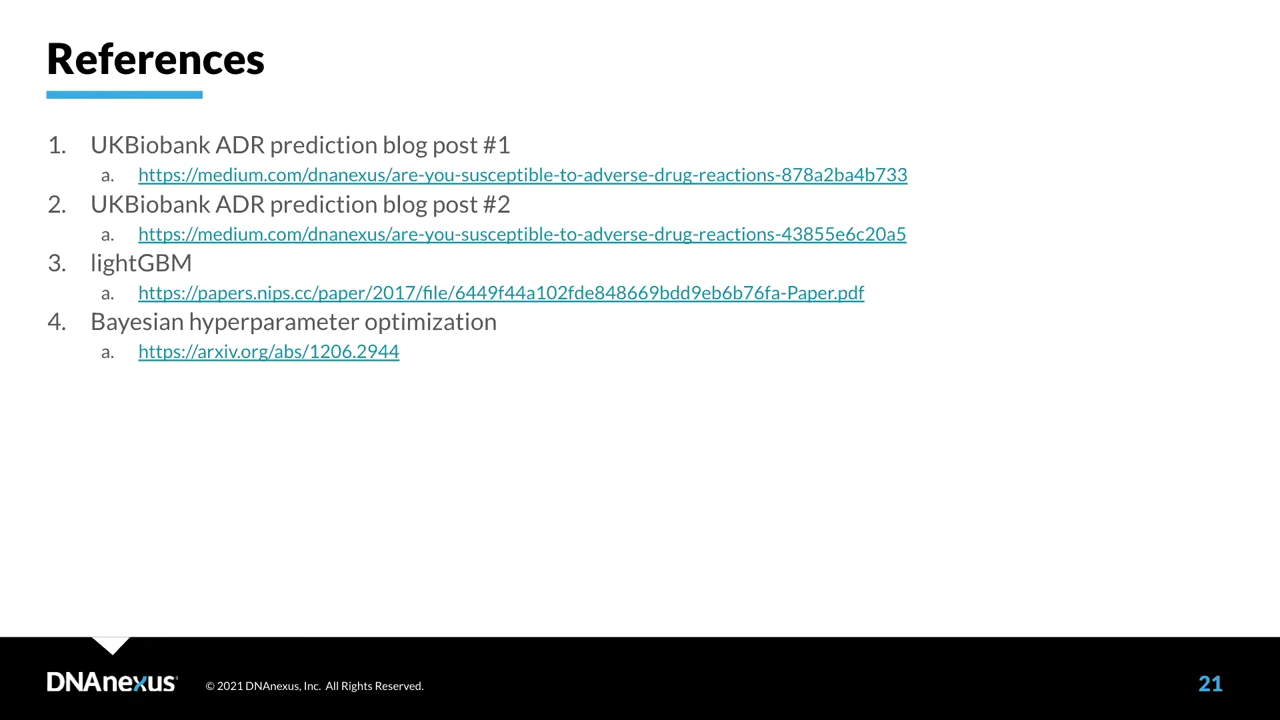 References
1. UKBiobank ADR prediction blog post #1
a. https://medium.com/dnanexus/are-you-susceptible-to-adverse-drug-reactions-878a2ba4b733
2. UKBiobank ADR prediction blog post #2
a. https://medium.com/dnanexus/are-you-susceptible-to-adverse-drug-reactions-43855e6c20a5
3. lightGBM
a. https://papers.nips.cc/paper/2017/file/6449f44a102fde848669bdd9eb6b76fa-Paper.pdf
4. Bayesian hyperparameter optimization
a. https://arxiv.org/abs/1206.2944
DNAnexus © 2021 DNAnexus, Inc. All Rights Reserved. 21